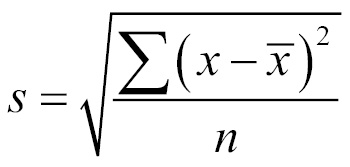 s = √(∑(x − x̄)² / n)